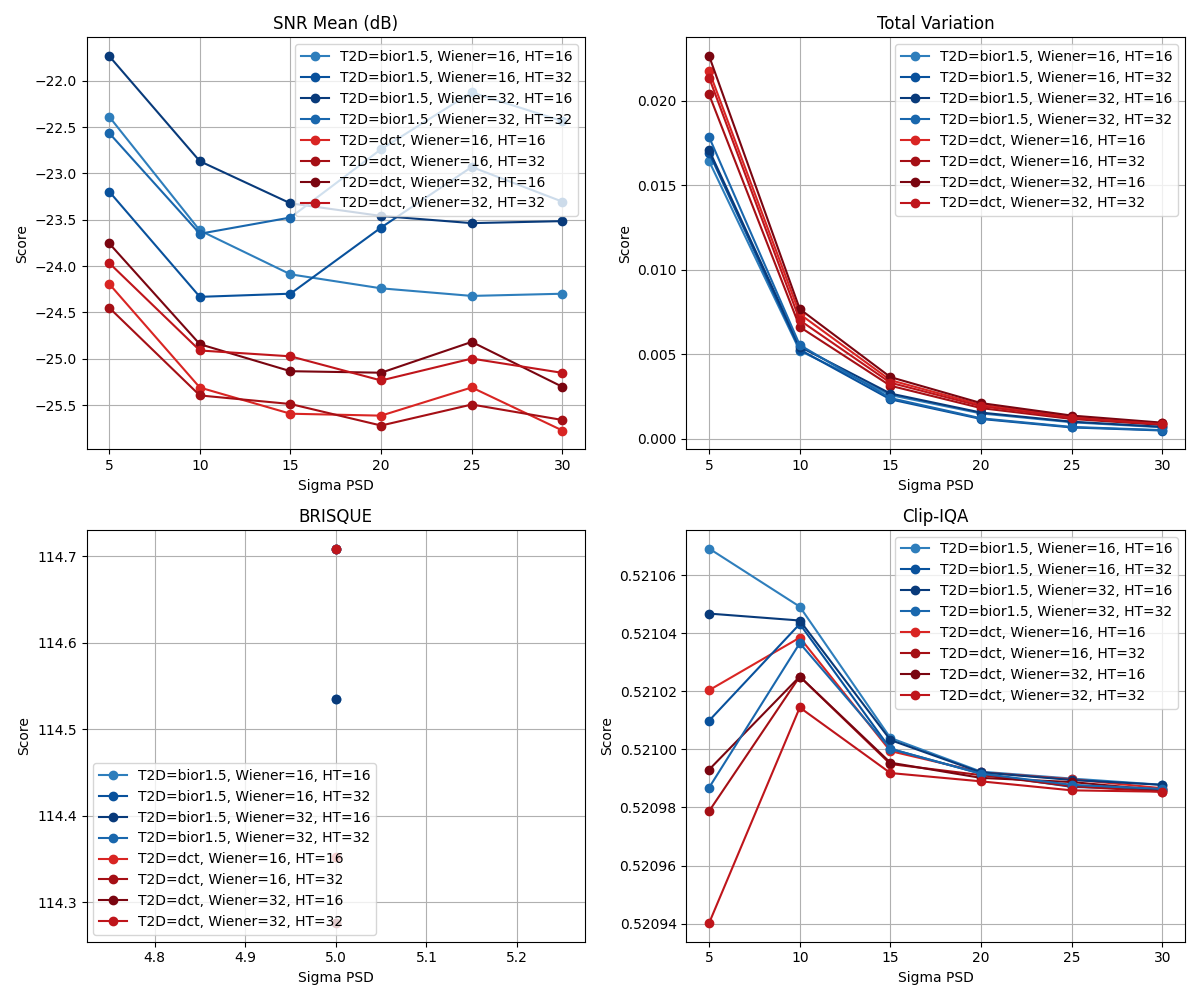 SNR Mean (dB)
T2D=bior1.5, Wiener=16, HT=16
T2D=bior1.5, Wiener=16, HT=32
T2D=bior1.5, Wiener=32, HT=16
T2D=bior1.5, Wiener=32, HT=32
T2D=dct, Wiener=16, HT=16
T2D=dct, Wiener=16, HT=32
T2D=dct, Wiener=32, HT=16
T2D=dct, Wiener=32, HT=32
−22.0
−22.5
−23.0
−23.5
−24.0
−24.5
−25.0
−25.5
Score
5 10 15 20 25 30
Sigma PSD
Total Variation
T2D=bior1.5, Wiener=16, HT=16
T2D=bior1.5, Wiener=16, HT=32
T2D=bior1.5, Wiener=32, HT=16
T2D=bior1.5, Wiener=32, HT=32
T2D=dct, Wiener=16, HT=16
T2D=dct, Wiener=16, HT=32
T2D=dct, Wiener=32, HT=16
T2D=dct, Wiener=32, HT=32
0.020
0.015
0.010
0.005
0.000
Score
5 10 15 20 25 30
Sigma PSD
BRISQUE
114.7
114.6
114.5
114.4
114.3
Score
T2D=bior1.5, Wiener=16, HT=16
T2D=bior1.5, Wiener=16, HT=32
T2D=bior1.5, Wiener=32, HT=16
T2D=bior1.5, Wiener=32, HT=32
T2D=dct, Wiener=16, HT=16
T2D=dct, Wiener=16, HT=32
T2D=dct, Wiener=32, HT=16
T2D=dct, Wiener=32, HT=32
4.8 4.9 5.0 5.1 5.2
Sigma PSD
Clip-IQA
T2D=bior1.5, Wiener=16, HT=16
T2D=bior1.5, Wiener=16, HT=32
T2D=bior1.5, Wiener=32, HT=16
T2D=bior1.5, Wiener=32, HT=32
T2D=dct, Wiener=16, HT=16
T2D=dct, Wiener=16, HT=32
T2D=dct, Wiener=32, HT=16
T2D=dct, Wiener=32, HT=32
0.52106
0.52104
0.52102
0.52100
0.52098
0.52096
0.52094
Score
5 10 15 20 25 30
Sigma PSD